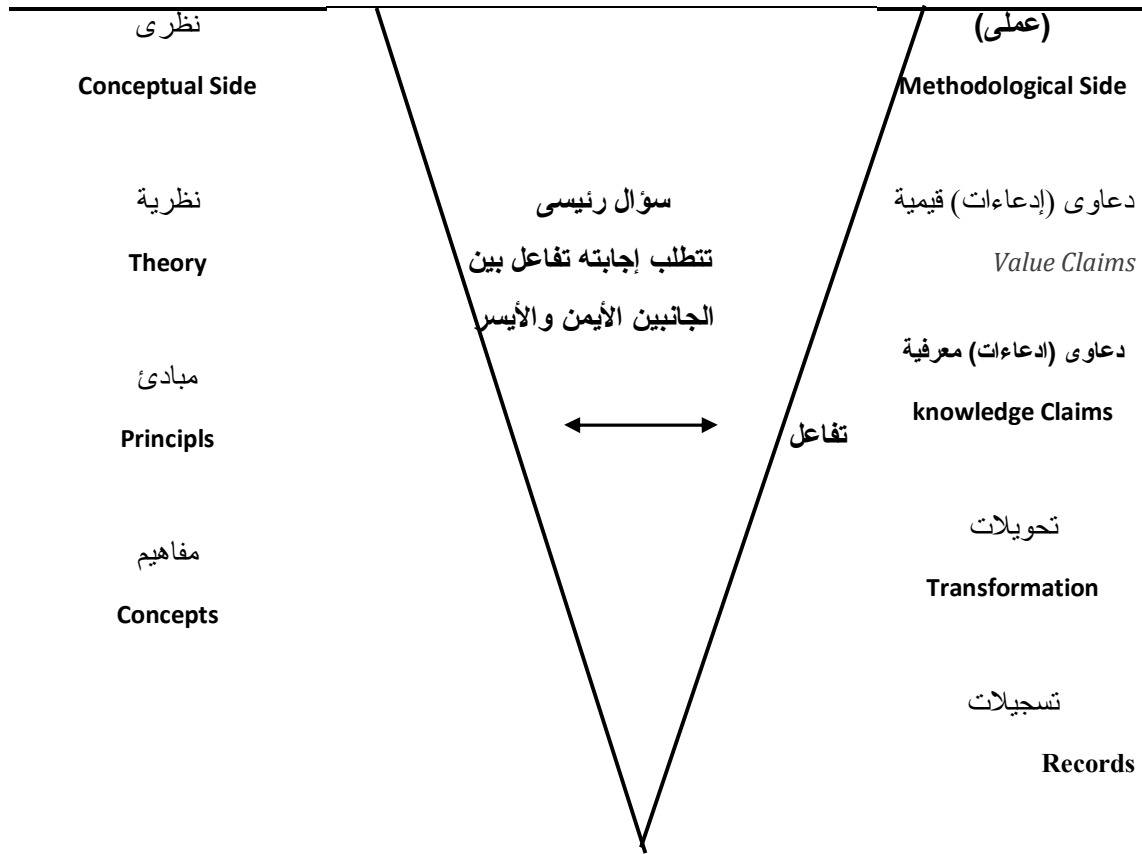 نظرى
Conceptual Side
نظرية
Theory
مبادئ
Principls
مفاهيم
Concepts
سؤال رئيسى
تتطلب إجابته تفاعل بين
الجانبين الأيمن والأيسر
تفاعل
(عملى)
Methodological Side
دعاوى (إدعاءات) قيمية
Value Claims
دعاوى (ادعاءات) معرفية
knowledge Claims
تحويلات
Transformation
تسجيلات
Records